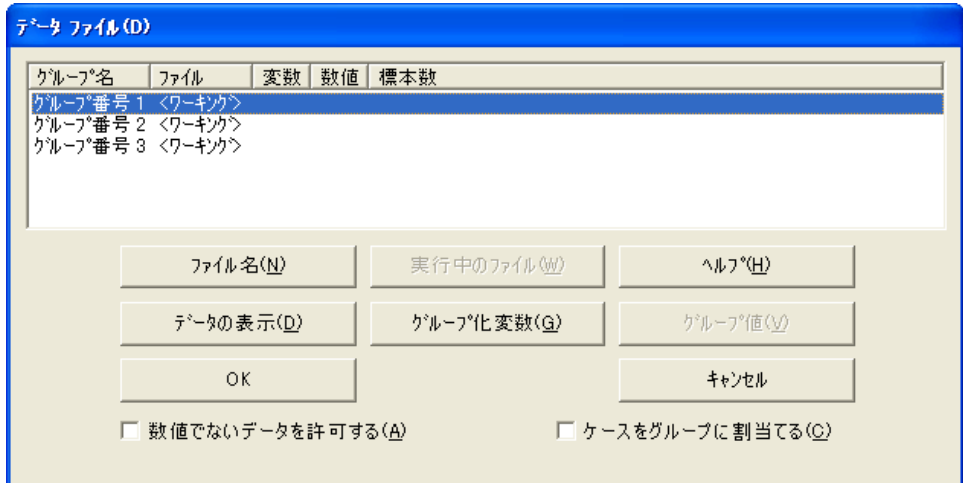 データ ファイル(D)
グループ名 ファイル 変数 数値 標本数
グループ番号 1 <ワーキング>
グループ番号 2 <ワーキング>
グループ番号 3 <ワーキング>
ファイル名(N) 実行中のファイル(W) ヘルプ(H)
データの表示(D) グループ化変数(G) グループ値(V)
OK キャンセル
数値でないデータを許可する(A) ケースをグループに割当てる(C)